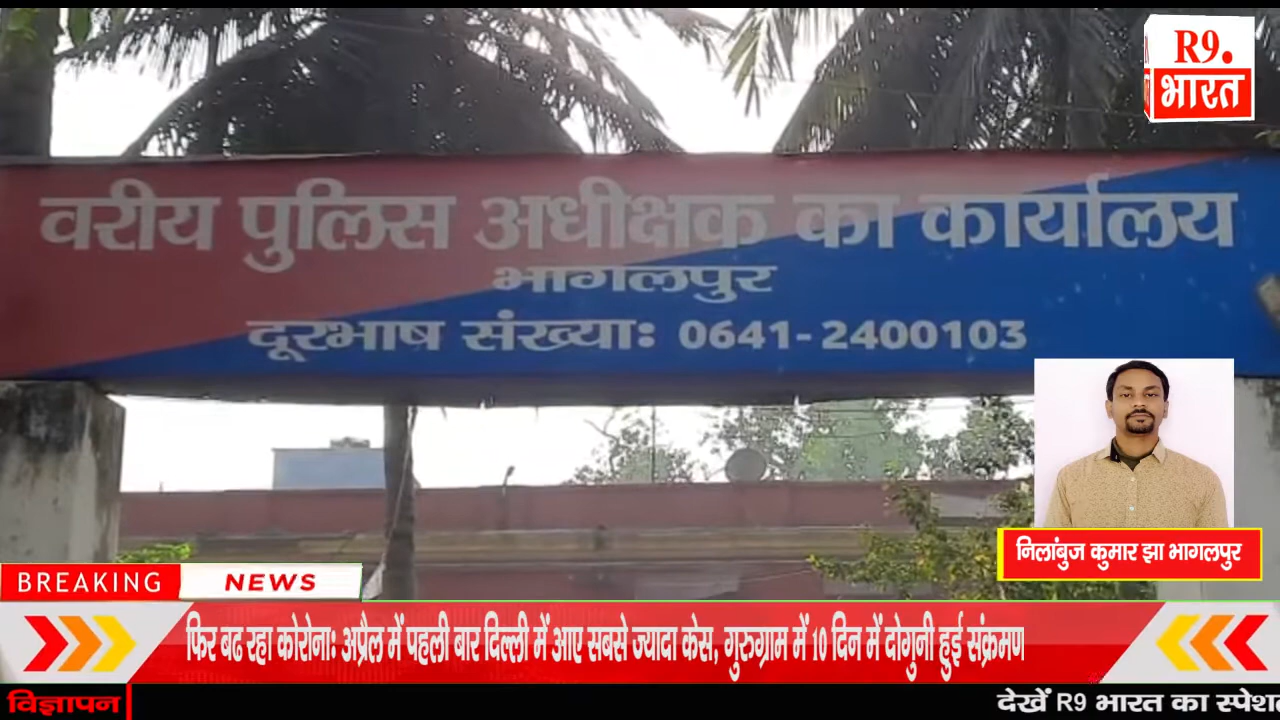 R9.
भारत
वरीय पुलिस अधीक्षक का कार्यालय
भागलपुर
दूरभाष संख्याः 0641-2400103
निलांबुज कुमार झा भागलपुर
BREAKING NEWS
फिर बढ रहा कोरोनाः अप्रैल में पहली बार दिल्ली में आए सबसे ज्यादा केस, गुरुग्राम में 10 दिन में दोगुनी हुई संक्रमण
विज्ञापन
देखें R9 भारत का